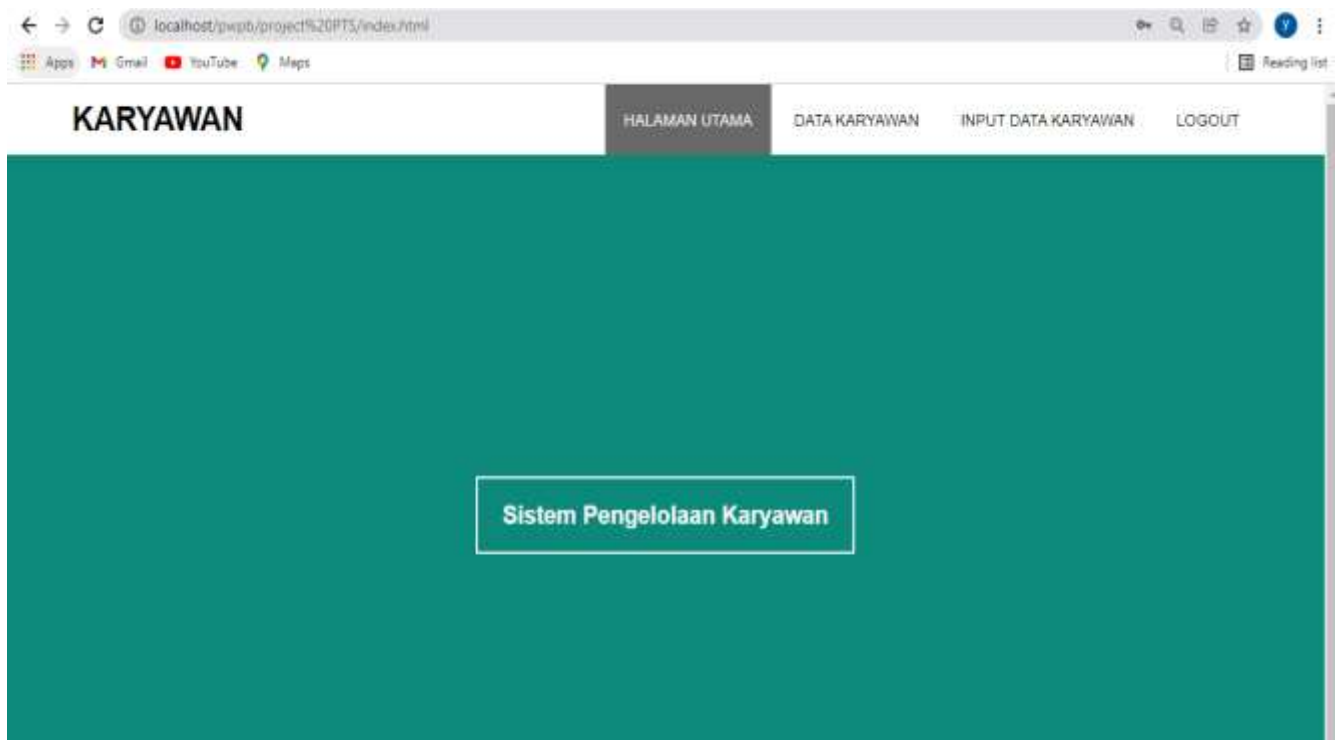 localhost/pwpb/project%20PTS/index.html
Apps Gmail YouTube Maps Reading list
KARYAWAN HALAMAN UTAMA DATA KARYAWAN INPUT DATA KARYAWAN LOGOUT
Sistem Pengelolaan Karyawan